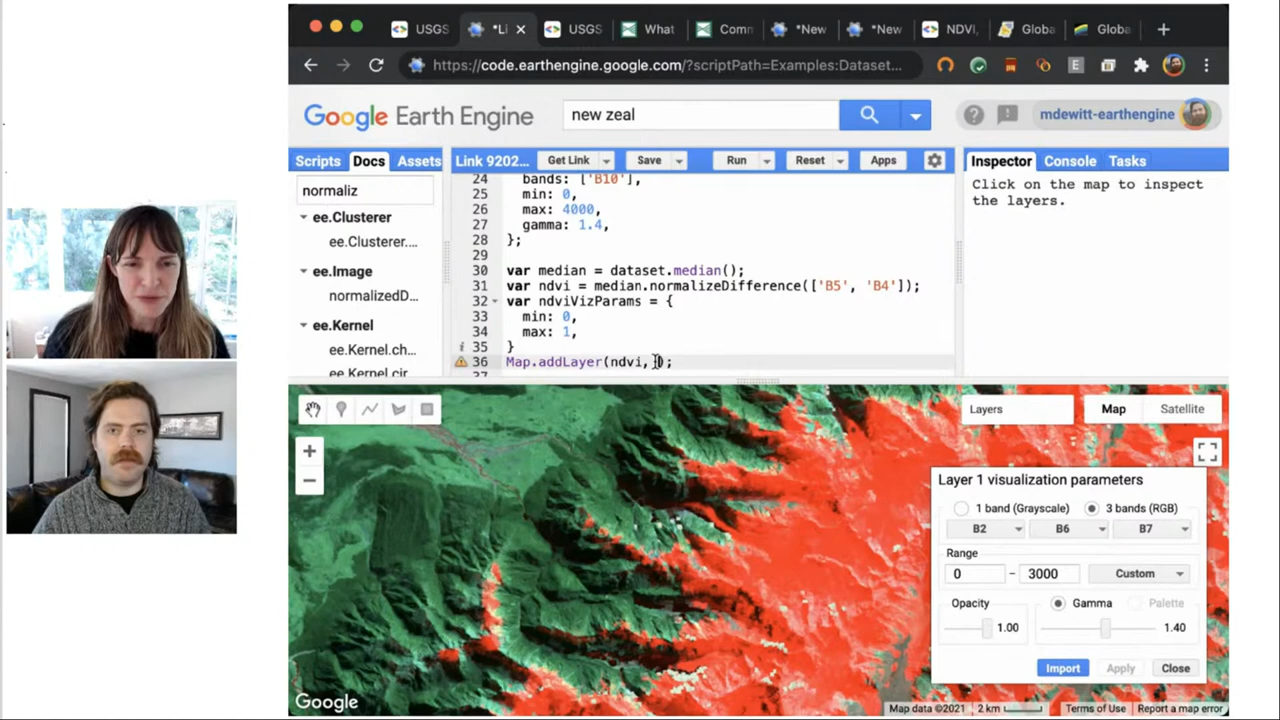 USGS
*Li
USGS
What
Comm
*New
*New
NDVI,
Globa
Globa
https://code.earthengine.google.com/?scriptPath=Examples:Dataset...
E
Google Earth Engine
new zeal
mdewitt-earthengine
Scripts
Docs
Assets
Link 9202...
Get Link
Save
Run
Reset
Apps
Inspector
Console
Tasks
normaliz
ee.Clusterer
ee.Clusterer....
ee.Image
normalizedD...
ee.Kernel
ee.Kernel.ch...
ee.Kernel.cir
24 bands: ['B10'],
25 min: 0,
26 max: 4000,
27 gamma: 1.4,
28 };
29
30 var median = dataset.median();
31 var ndvi = median.normalizeDifference(['B5', 'B4']);
32 var ndviVizParams = {
33 min: 0,
34 max: 1,
35 }
36 Map.addLayer(ndvi, );
37
Click on the map to inspect
the layers.
Layers
Map
Satellite
Layer 1 visualization parameters
1 band (Grayscale)
3 bands (RGB)
B2
B6
B7
Range
0 – 3000
Custom
Opacity
Gamma
Palette
1.00
1.40
Import
Apply
Close
Google
Map data ©2021
2 km
Terms of Use
Report a map error